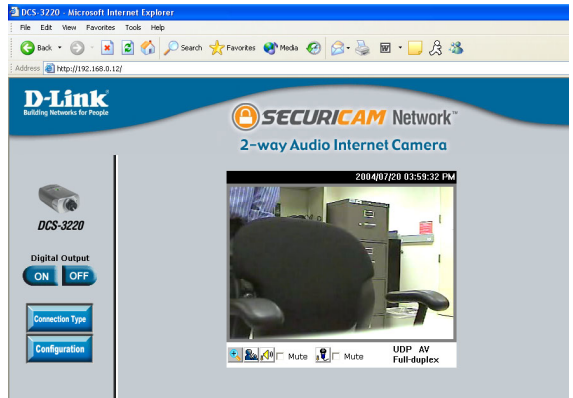 DCS-3220 - Microsoft Internet Explorer
File Edit View Favorites Tools Help
Back Search Favorites Media
Address http://192.168.0.12/
D-Link®
Building Networks for People
SECURICAM Network™
2-way Audio Internet Camera
2004/07/20 03:59:32 PM
DCS-3220
Digital Output
ON OFF
Connection Type
Configuration
Mute Mute
UDP AV
Full-duplex